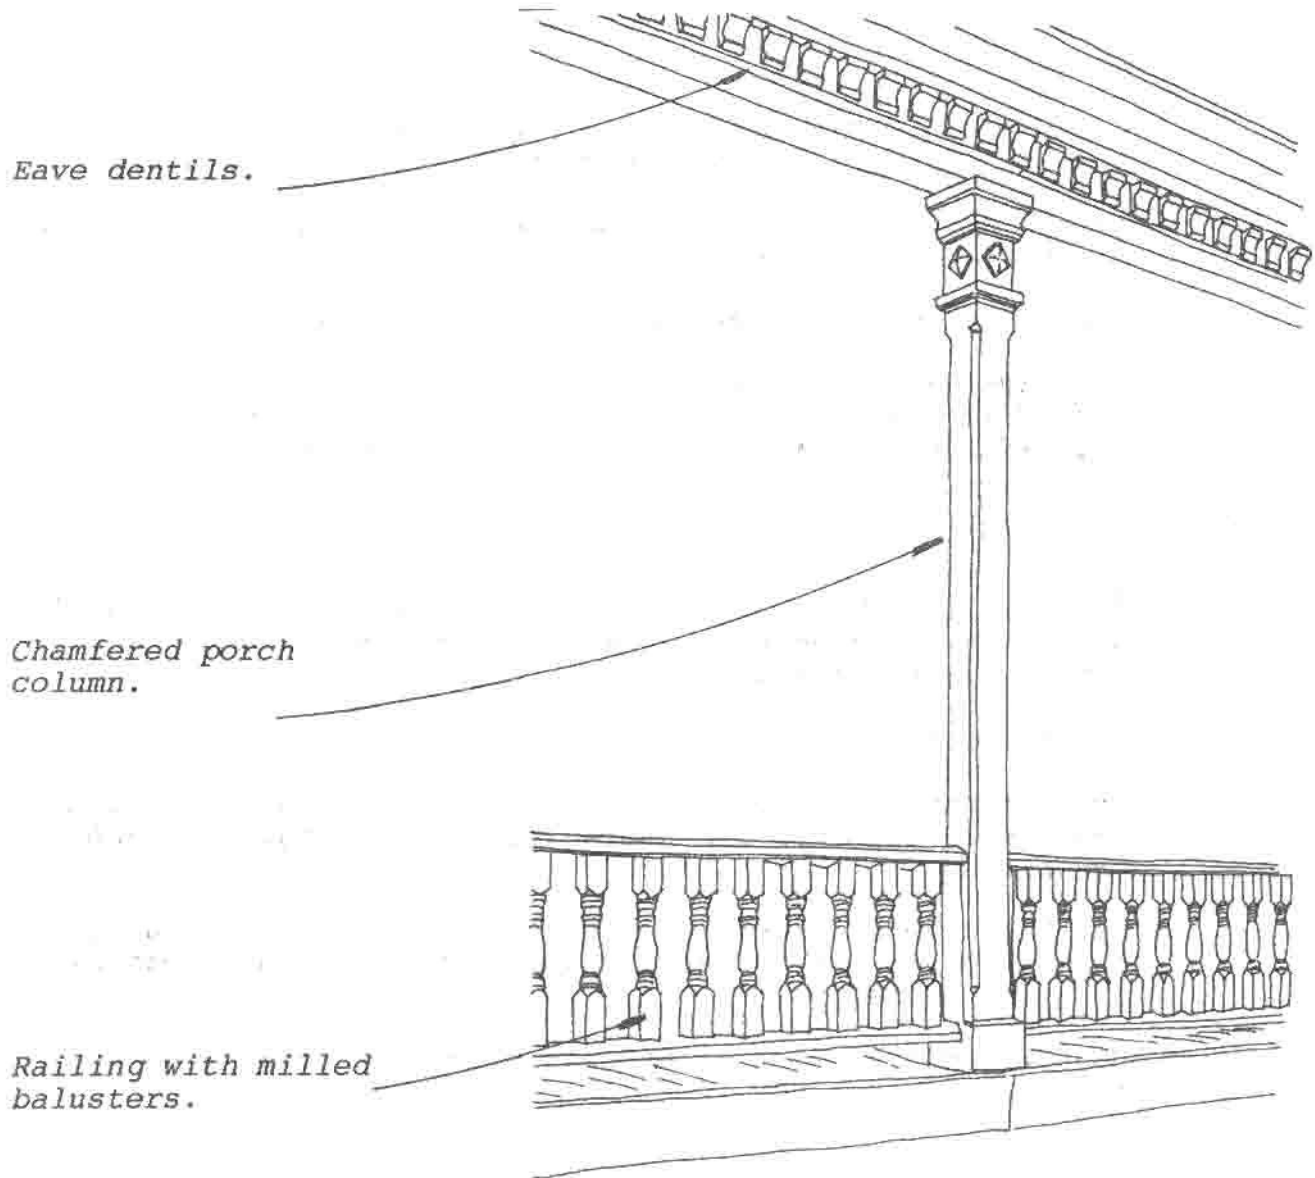 Eave dentils.
Chamfered porch
column.
Railing with milled
balusters.